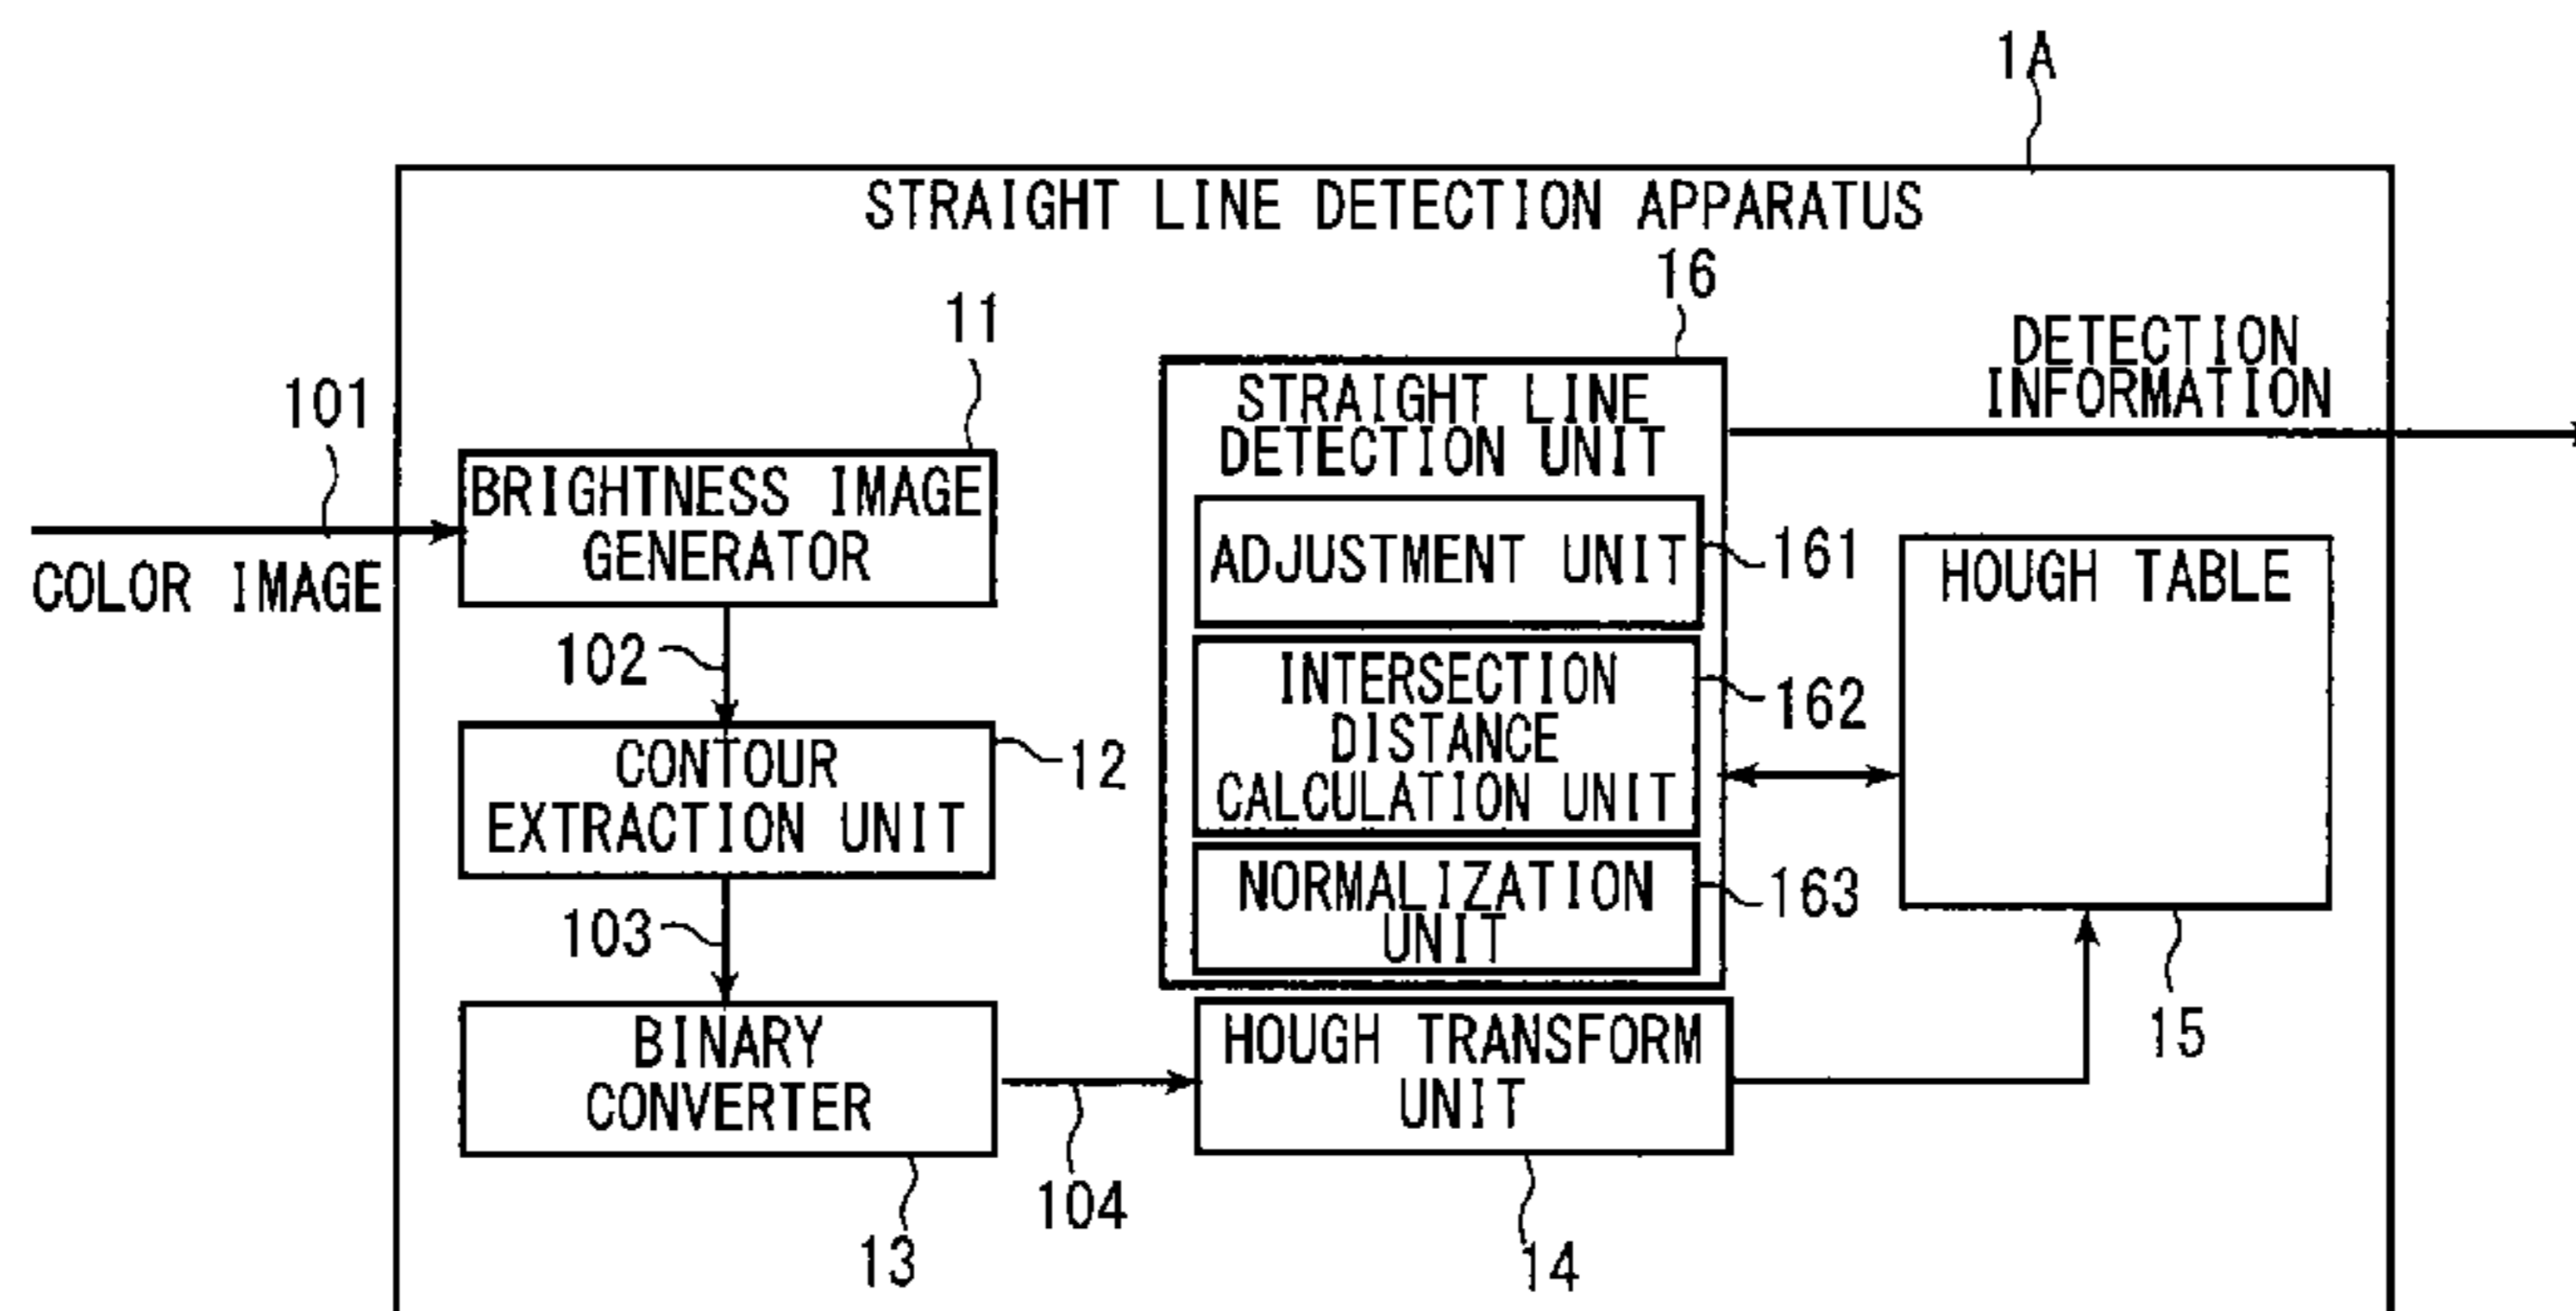 1A
STRAIGHT LINE DETECTION APPARATUS
16
11
DETECTION
INFORMATION
101
STRAIGHT LINE
DETECTION UNIT
BRIGHTNESS IMAGE
GENERATOR
COLOR IMAGE
ADJUSTMENT UNIT
161
HOUGH TABLE
102
INTERSECTION
DISTANCE
CALCULATION UNIT
162
CONTOUR
EXTRACTION UNIT
12
103
NORMALIZATION
UNIT
163
15
BINARY
CONVERTER
HOUGH TRANSFORM
UNIT
104
13
14